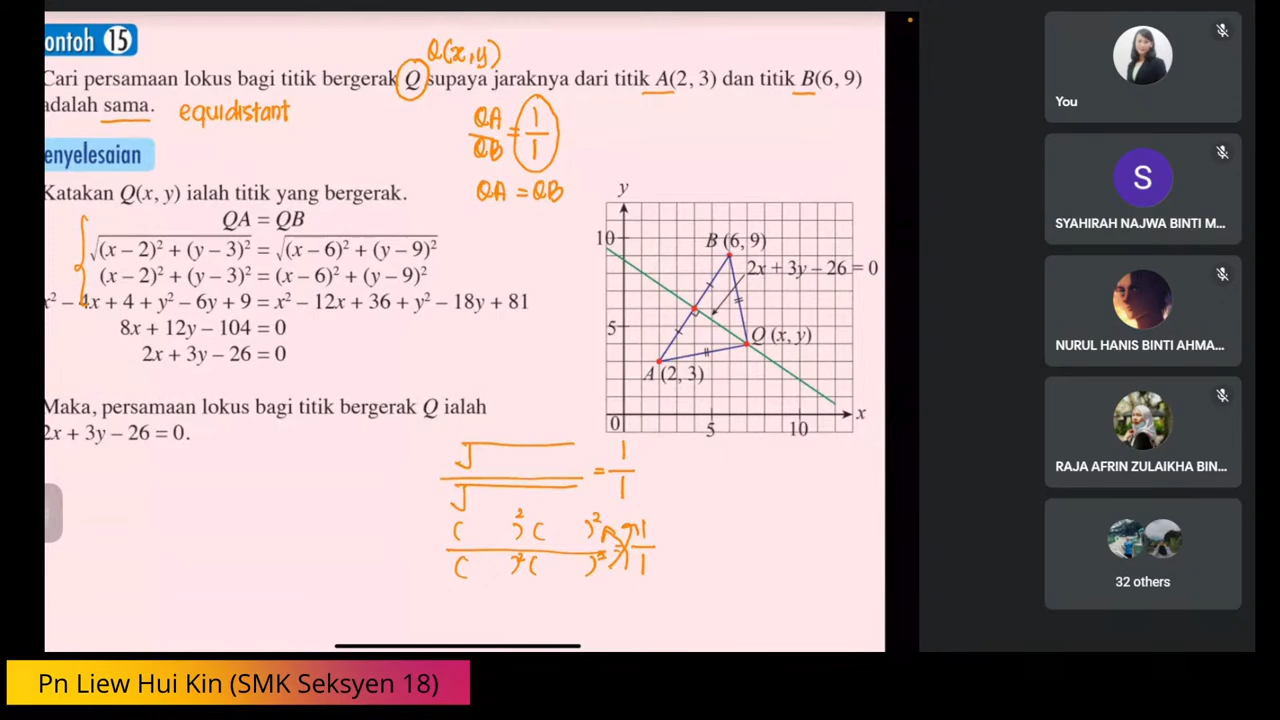 ontoh 15
Q(x, y)
Cari persamaan lokus bagi titik bergerak Q supaya jaraknya dari titik A(2, 3) dan titik B(6, 9)
adalah sama. equidistant
QA/QB = 1/1
QA = QB
enyelesaian
Katakan Q(x, y) ialah titik yang bergerak.
QA = QB
√(x – 2)² + (y – 3)² = √(x – 6)² + (y – 9)²
(x – 2)² + (y – 3)² = (x – 6)² + (y – 9)²
x² – 4x + 4 + y² – 6y + 9 = x² – 12x + 36 + y² – 18y + 81
8x + 12y – 104 = 0
2x + 3y – 26 = 0
Maka, persamaan lokus bagi titik bergerak Q ialah
2x + 3y – 26 = 0.
y
10
B (6, 9)
2x + 3y – 26 = 0
5
Q (x, y)
A (2, 3)
0
5
10
x
√ / √ = 1/1
( )² ( )² / ( )² ( )² = 1/1
You
S
SYAHIRAH NAJWA BINTI M...
NURUL HANIS BINTI AHMA...
RAJA AFRIN ZULAIKHA BIN...
32 others
Pn Liew Hui Kin (SMK Seksyen 18)